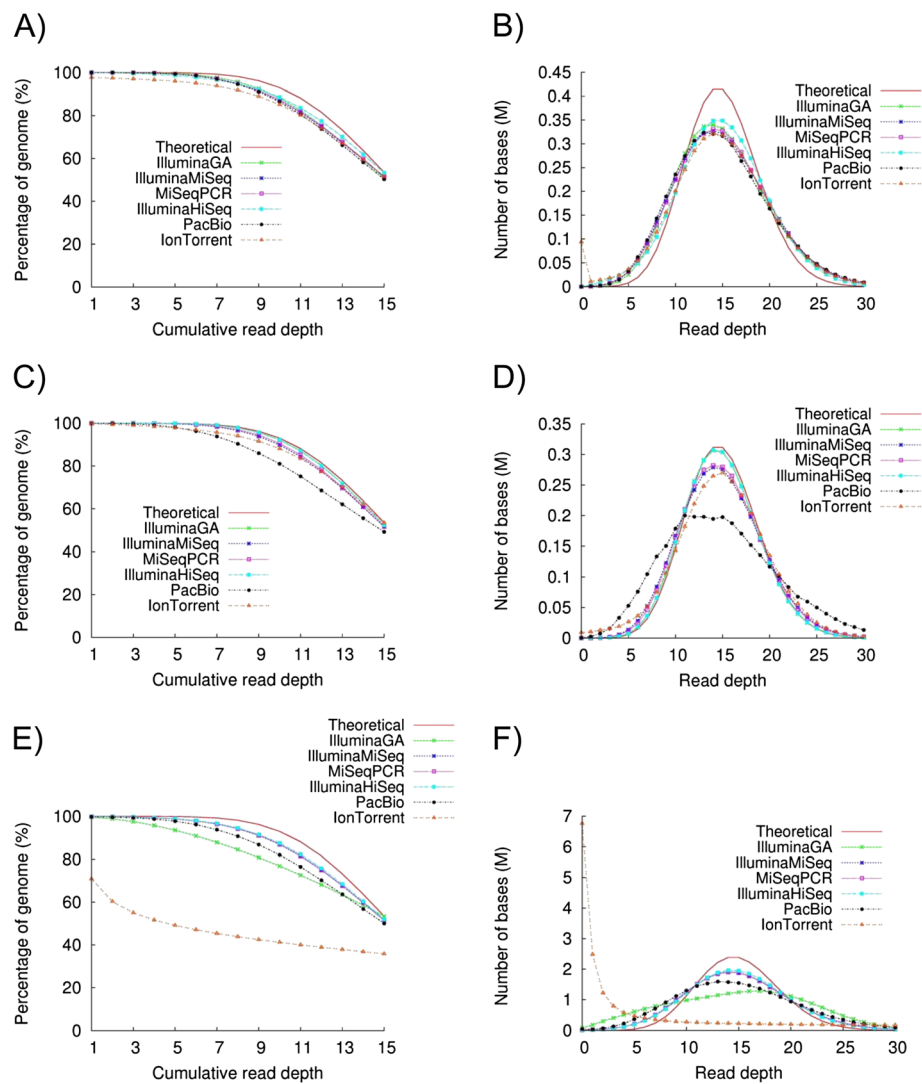 A)
Percentage of genome (%)
100
80
60
40
20
0
Theoretical
IlluminaGA
IlluminaMiSeq
MiSeqPCR
IlluminaHiSeq
PacBio
IonTorrent
1 3 5 7 9 11 13 15
Cumulative read depth
B)
Number of bases (M)
0.45
0.4
0.35
0.3
0.25
0.2
0.15
0.1
0.05
0
Theoretical
IlluminaGA
IlluminaMiSeq
MiSeqPCR
IlluminaHiSeq
PacBio
IonTorrent
0 5 10 15 20 25 30
Read depth
C)
Percentage of genome (%)
100
80
60
40
20
0
Theoretical
IlluminaGA
IlluminaMiSeq
MiSeqPCR
IlluminaHiSeq
PacBio
IonTorrent
1 3 5 7 9 11 13 15
Cumulative read depth
D)
Number of bases (M)
0.35
0.3
0.25
0.2
0.15
0.1
0.05
0
Theoretical
IlluminaGA
IlluminaMiSeq
MiSeqPCR
IlluminaHiSeq
PacBio
IonTorrent
0 5 10 15 20 25 30
Read depth
E)
Theoretical
IlluminaGA
IlluminaMiSeq
MiSeqPCR
IlluminaHiSeq
PacBio
IonTorrent
Percentage of genome (%)
100
80
60
40
20
0
1 3 5 7 9 11 13 15
Cumulative read depth
F)
Number of bases (M)
7
6
5
4
3
2
1
0
Theoretical
IlluminaGA
IlluminaMiSeq
MiSeqPCR
IlluminaHiSeq
PacBio
IonTorrent
0 5 10 15 20 25 30
Read depth